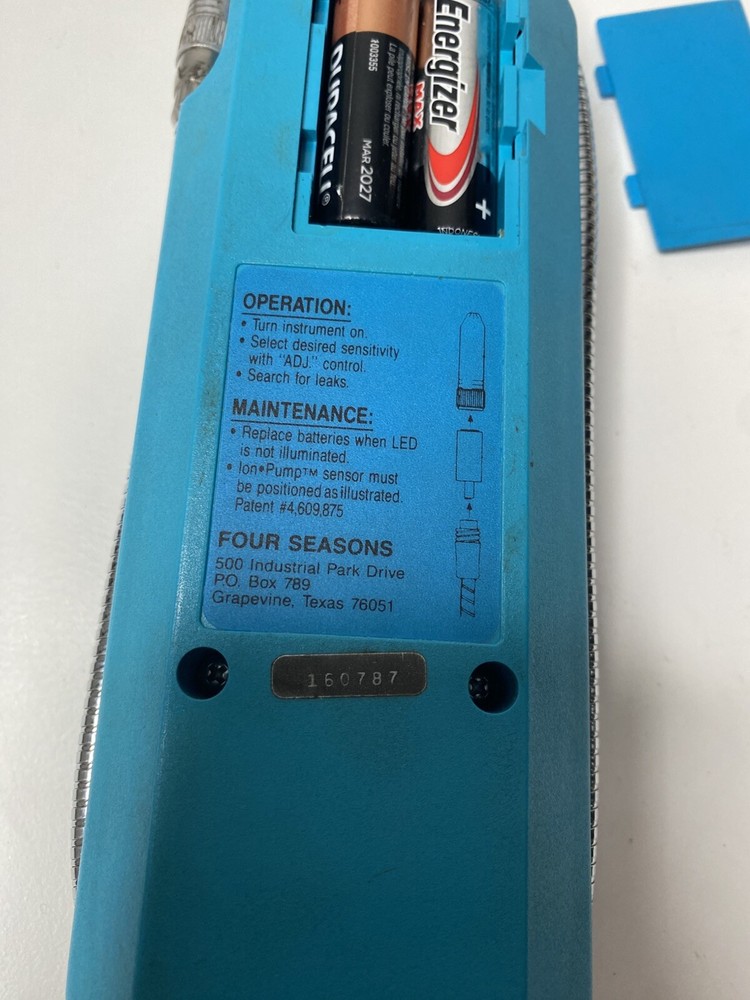 DURACELL®
1003355
MAR 2027
Energizer
MAX
+
OPERATION:
• Turn instrument on.
• Select desired sensitivity
with "ADJ." control.
• Search for leaks.
MAINTENANCE:
• Replace batteries when LED
is not illuminated.
• Ion•Pump™ sensor must
be positioned as illustrated.
Patent #4,609,875
FOUR SEASONS
500 Industrial Park Drive
P.O. Box 789
Grapevine, Texas 76051
160787